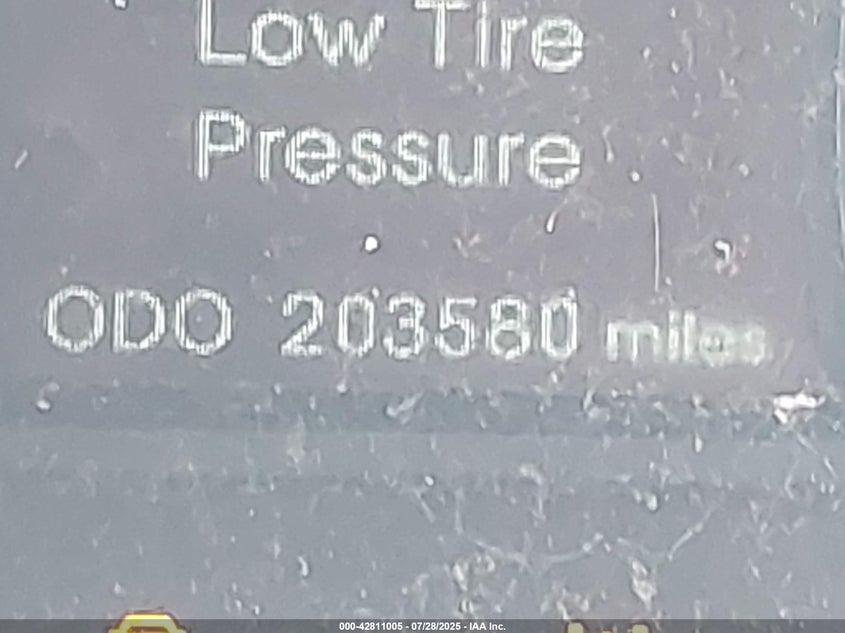 Low Tire
Pressure
ODO 203580 miles
000-42811005 - 07/28/2025 - IAA Inc.